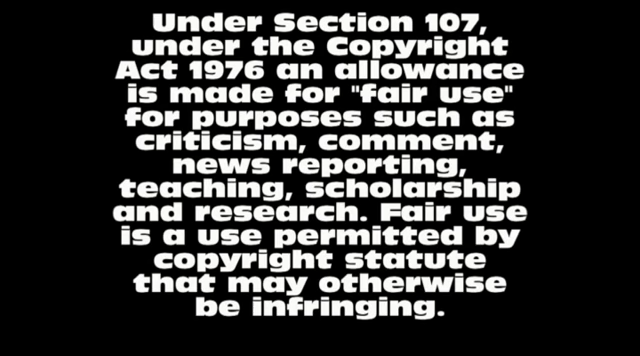 Under Section 107,
under the Copyright
Act 1976 an allowance
is made for "fair use"
for purposes such as
criticism, comment,
news reporting,
teaching, scholarship
and research. Fair use
is a use permitted by
copyright statute
that may otherwise
be infringing.